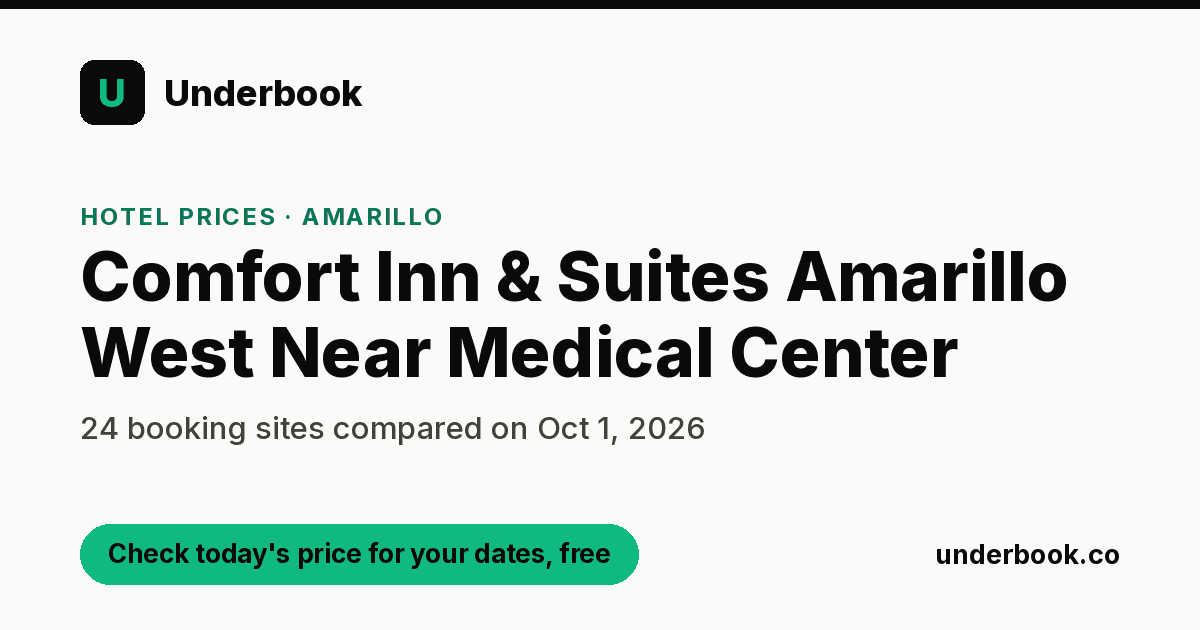 U Underbook
HOTEL PRICES · AMARILLO
Comfort Inn & Suites Amarillo
West Near Medical Center
24 booking sites compared on Oct 1, 2026
Check today's price for your dates, free
underbook.co